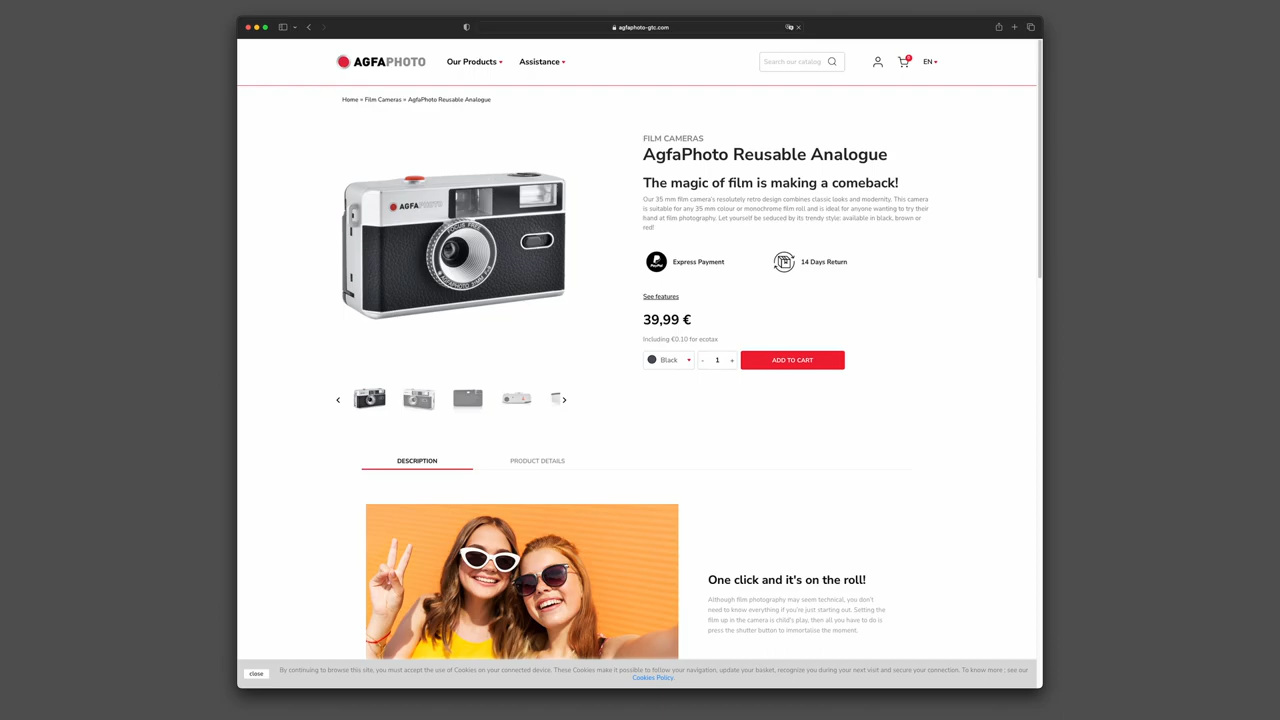 agfaphoto-gtc.com
AGFAPHOTO
Our Products
Assistance
Search our catalog
0
EN
Home » Film Cameras » AgfaPhoto Reusable Analogue
FILM CAMERAS
AgfaPhoto Reusable Analogue
The magic of film is making a comeback!
Our 35 mm film camera's resolutely retro design combines classic looks and modernity. This camera
is suitable for any 35 mm colour or monochrome film roll and is ideal for anyone wanting to try their
hand at film photography. Let yourself be seduced by its trendy style: available in black, brown or
red!
AGFAPHOTO
FOCUS FREE
PayPal
Express Payment
14 Days Return
See features
39,99 €
Including €0.10 for ecotax
Black
- 1 +
ADD TO CART
DESCRIPTION
PRODUCT DETAILS
One click and it's on the roll!
Although film photography may seem technical, you don't
need to know everything if you're just starting out. Setting the
film up in the camera is child's play, then all you have to do is
press the shutter button to immortalise the moment.
close
By continuing to browse this site, you must accept the use of Cookies on your connected device. These Cookies make it possible to follow your navigation, update your basket, recognize you during your next visit and secure your connection. To know more : see our
Cookies Policy.